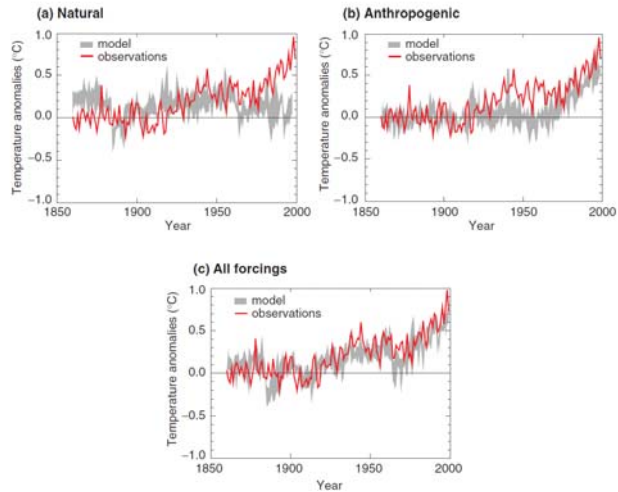 (a) Natural
Temperature anomalies (°C)
1.0
0.5
0.0
−0.5
−1.0
model
observations
1850
1900
1950
2000
Year
(b) Anthropogenic
Temperature anomalies (°C)
1.0
0.5
0.0
−0.5
−1.0
model
observations
1850
1900
1950
2000
Year
(c) All forcings
Temperature anomalies (°C)
1.0
0.5
0.0
−0.5
−1.0
model
observations
1850
1900
1950
2000
Year